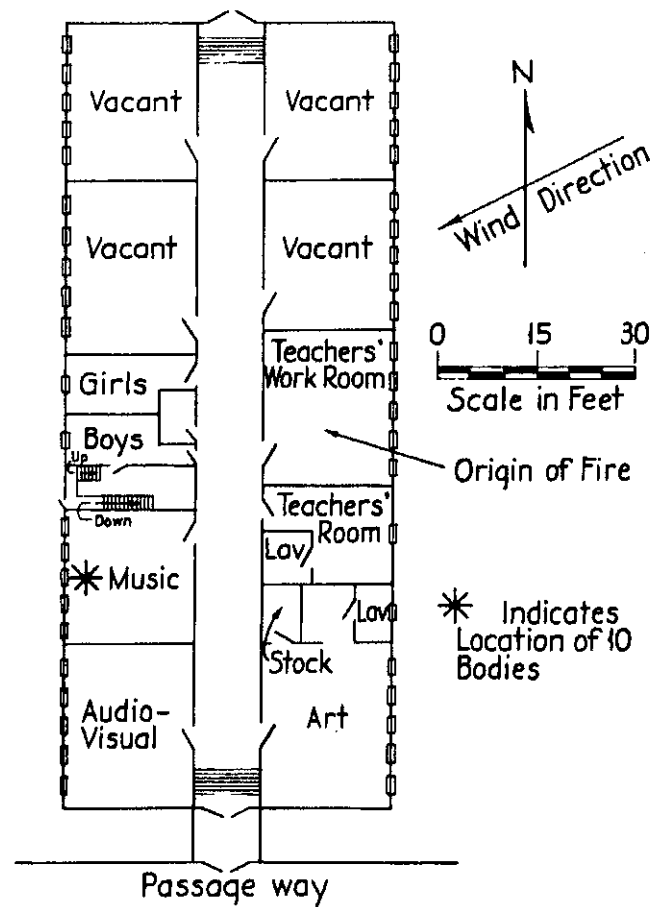 Vacant
Vacant
N
Wind Direction
Vacant
Vacant
0 15 30
Scale in Feet
Teachers'
Work Room
Girls
Boys
Origin of Fire
Up
Down
Teachers'
Room
Lav
Music
Lav
Stock
Indicates
Location of 10
Bodies
Audio-
Visual
Art
Passage way